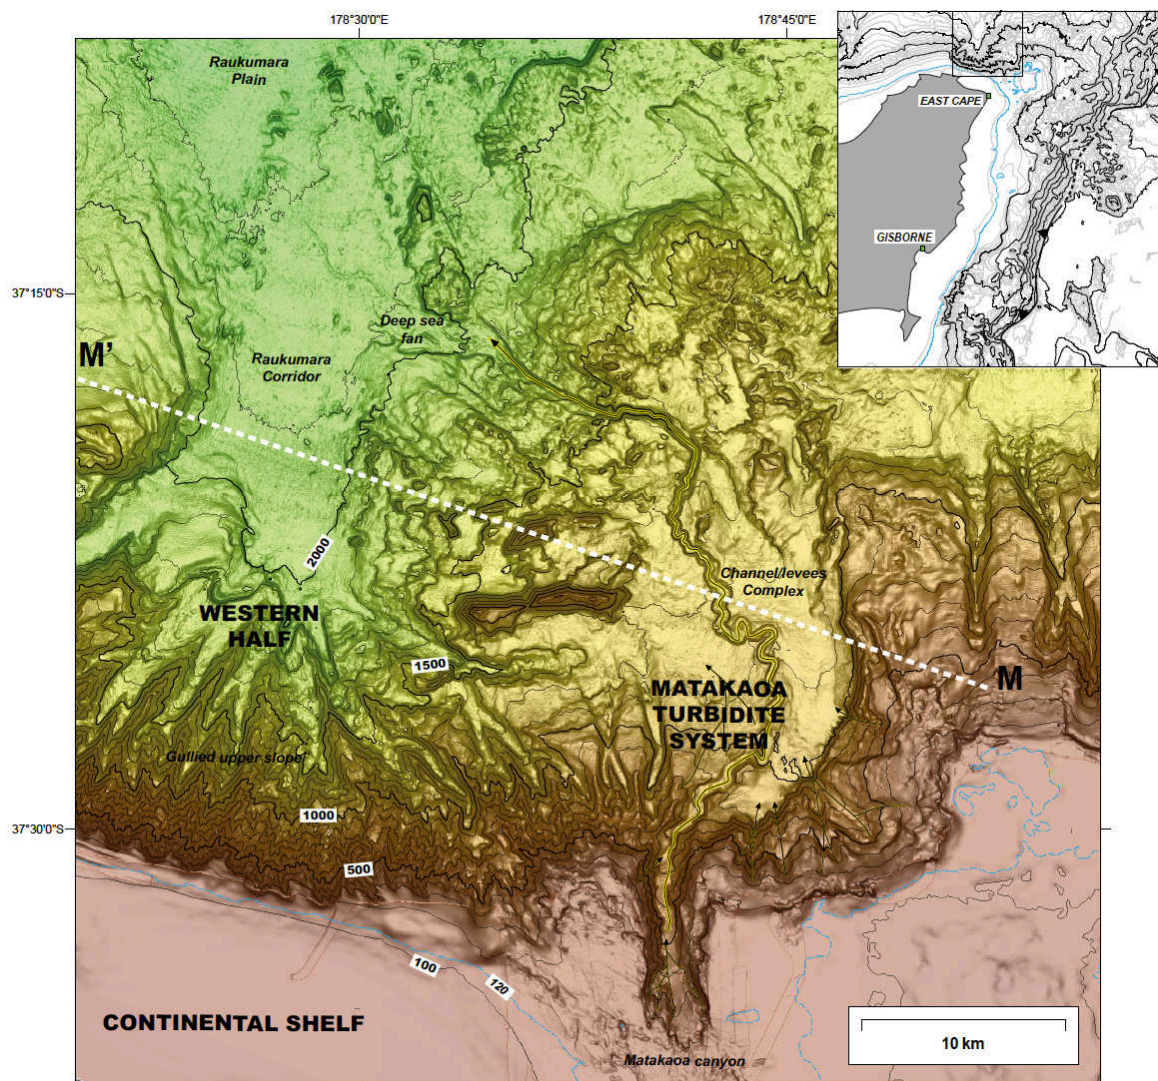 178°30'0"E
178°45'0"E
Raukumara
Plain
EAST CAPE
GISBORNE
37°15'0"S
Deep sea
fan
M'
Raukumara
Corridor
2000
Channel/levees
Complex
WESTERN
HALF
1500
M
MATAKAOA
TURBIDITE
SYSTEM
Gullied upper slope
1000
37°30'0"S
500
100
120
CONTINENTAL SHELF
10 km
Matakaoa canyon